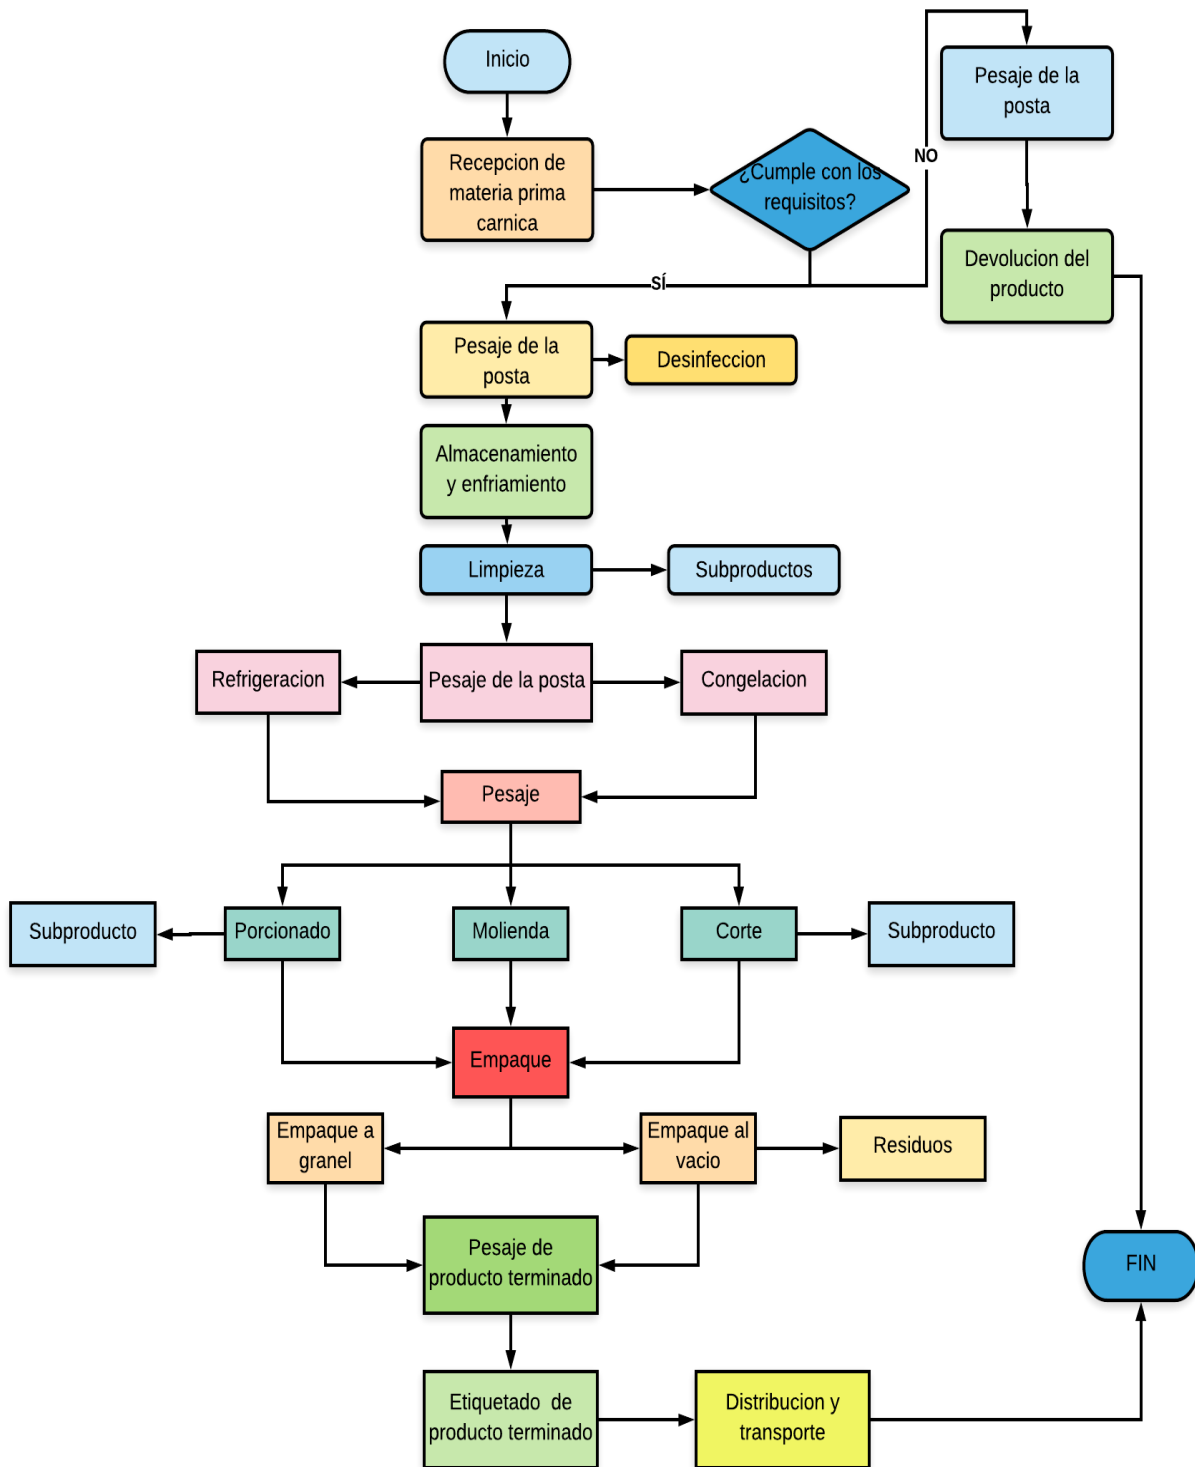 Inicio
Recepcion de
materia prima
carnica
¿Cumple con los
requisitos?
NO
Pesaje de la
posta
Devolucion del
producto
SÍ
Pesaje de la
posta
Desinfeccion
Almacenamiento
y enfriamiento
Limpieza
Subproductos
Refrigeracion
Pesaje de la posta
Congelacion
Pesaje
Subproducto
Porcionado
Molienda
Corte
Subproducto
Empaque
Empaque a
granel
Empaque al
vacio
Residuos
Pesaje de
producto terminado
FIN
Etiquetado de
producto terminado
Distribucion y
transporte